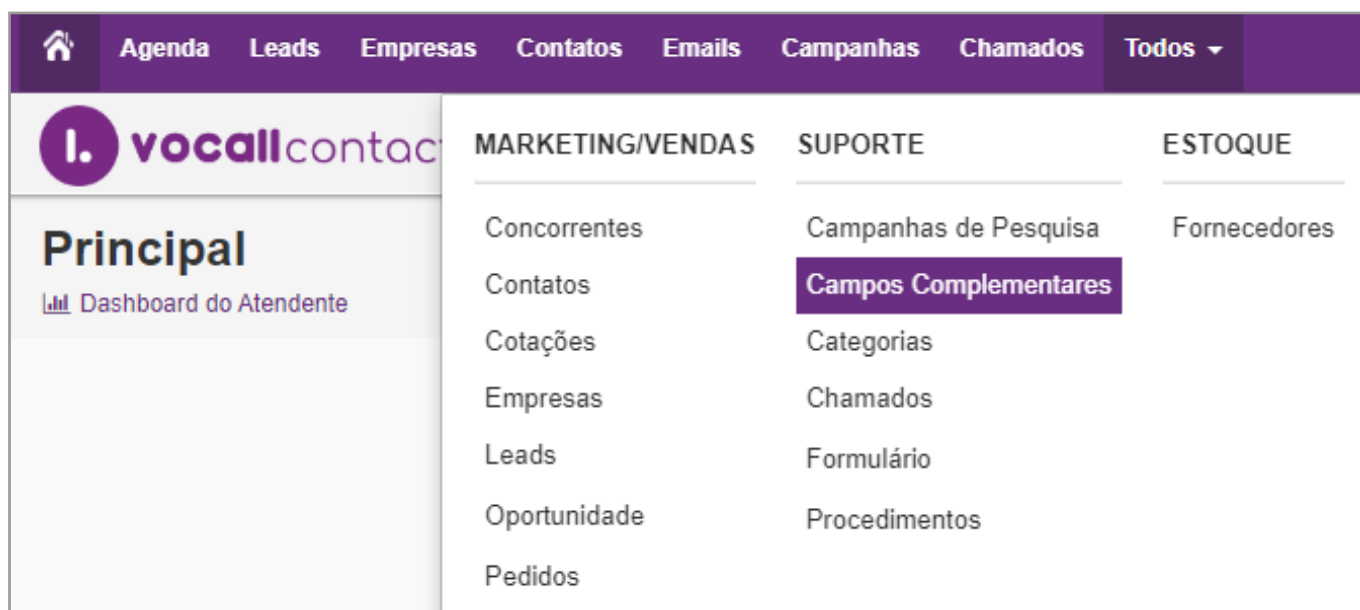 Agenda Leads Empresas Contatos Emails Campanhas Chamados Todos
l. vocallcontact
Principal
Dashboard do Atendente
MARKETING/VENDAS
Concorrentes
Contatos
Cotações
Empresas
Leads
Oportunidade
Pedidos
SUPORTE
Campanhas de Pesquisa
Campos Complementares
Categorias
Chamados
Formulário
Procedimentos
ESTOQUE
Fornecedores